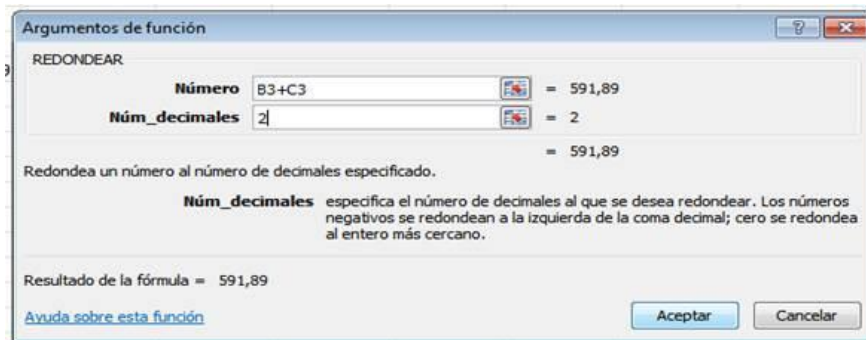 Argumentos de función
REDONDEAR
9
Número B3+C3 = 591,89
Núm_decimales 2 = 2
= 591,89
Redondea un número al número de decimales especificado.
Núm_decimales especifica el número de decimales al que se desea redondear. Los números
negativos se redondean a la izquierda de la coma decimal; cero se redondea
al entero más cercano.
Resultado de la fórmula = 591,89
Ayuda sobre esta función Aceptar Cancelar